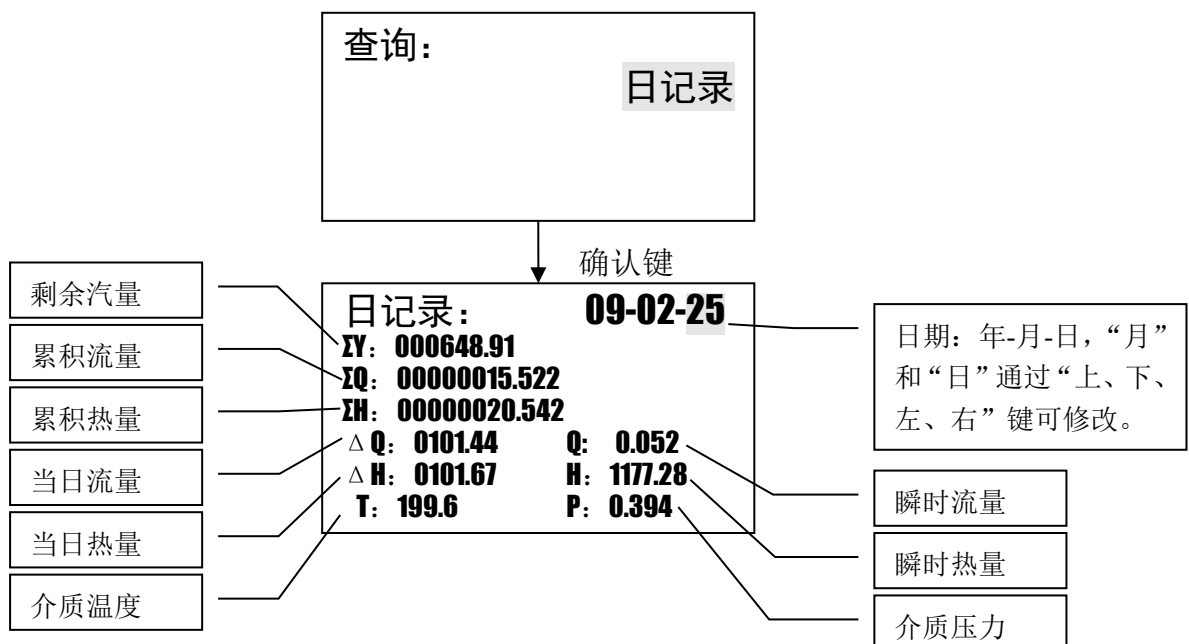 查询：
日记录
确认键
剩余汽量
累积流量
累积热量
当日流量
当日热量
介质温度
日记录： 09-02-25
ΣY： 000648.91
ΣQ： 00000015.522
ΣH： 00000020.542
Δ Q： 0101.44 Q: 0.052
Δ H： 0101.67 H： 1177.28
T： 199.6 P： 0.394
日期：年-月-日，“月”
和“日”通过“上、下、
左、右”键可修改。
瞬时流量
瞬时热量
介质压力